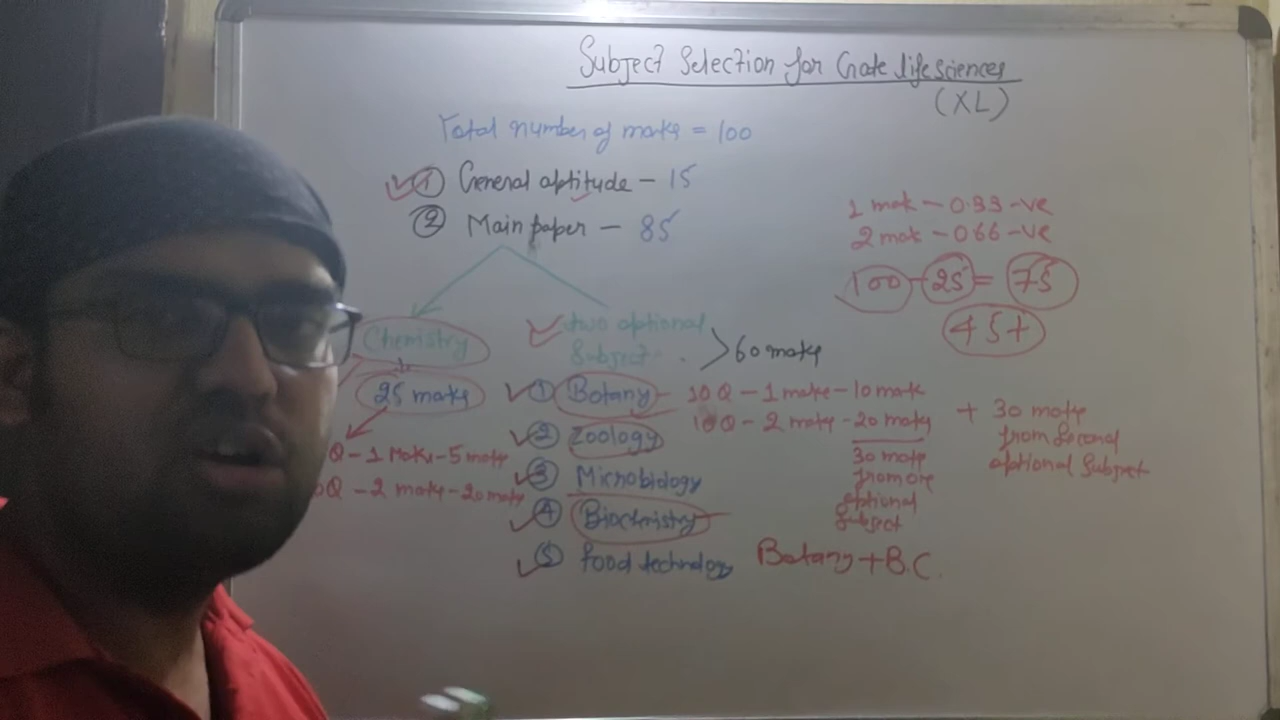 Subject Selection for Gate life Sciences
(XL)
Total number of marks = 100
① General aptitude - 15
② Main paper - 85
1 mak - 0.33 -ve
2 mak - 066 -ve
100 - 25 = 75
45+
Chemistry
25 marks
Q - 1 Mark - 5 marks
Q - 2 marks - 20 marks
two optional
Subject
> 60 marks
① Botany
② Zoology
③ Microbiology
④ Biochemistry
⑤ food technology
10 Q - 1 marks - 10 mark
10 Q - 2 marks - 20 marks
30 marks
from one
optional
subject
+ 30 marks
from second
optional subject
Botany + B.C.